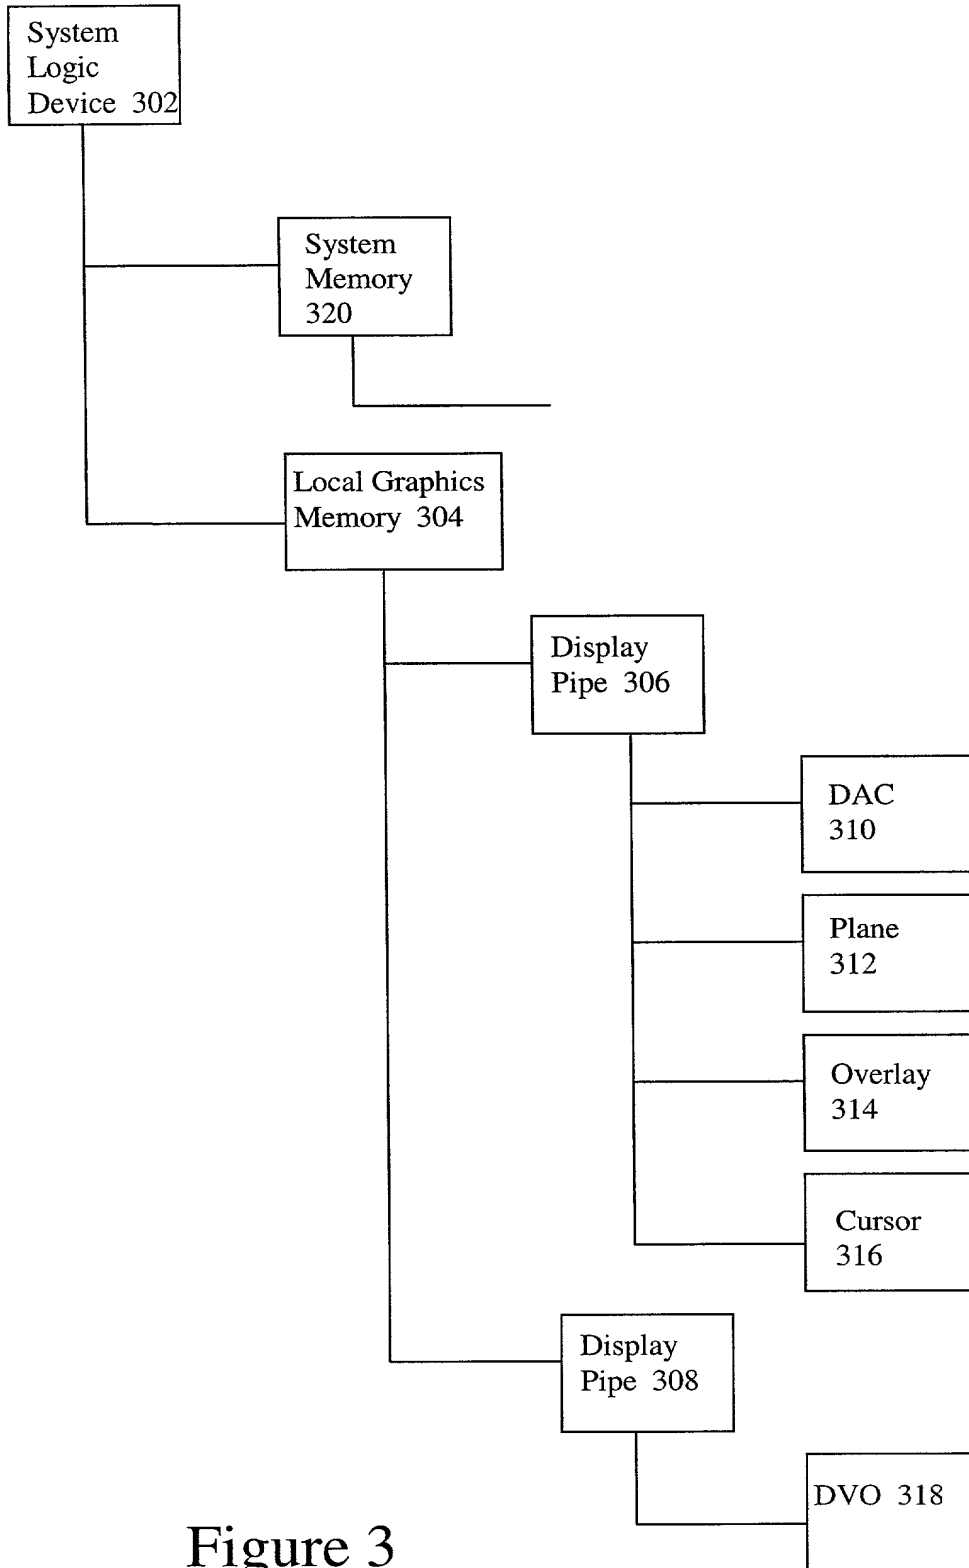 System
Logic
Device 302
System
Memory
320
Local Graphics
Memory 304
Display
Pipe 306
DAC
310
Plane
312
Overlay
314
Cursor
316
Display
Pipe 308
DVO 318
Figure 3